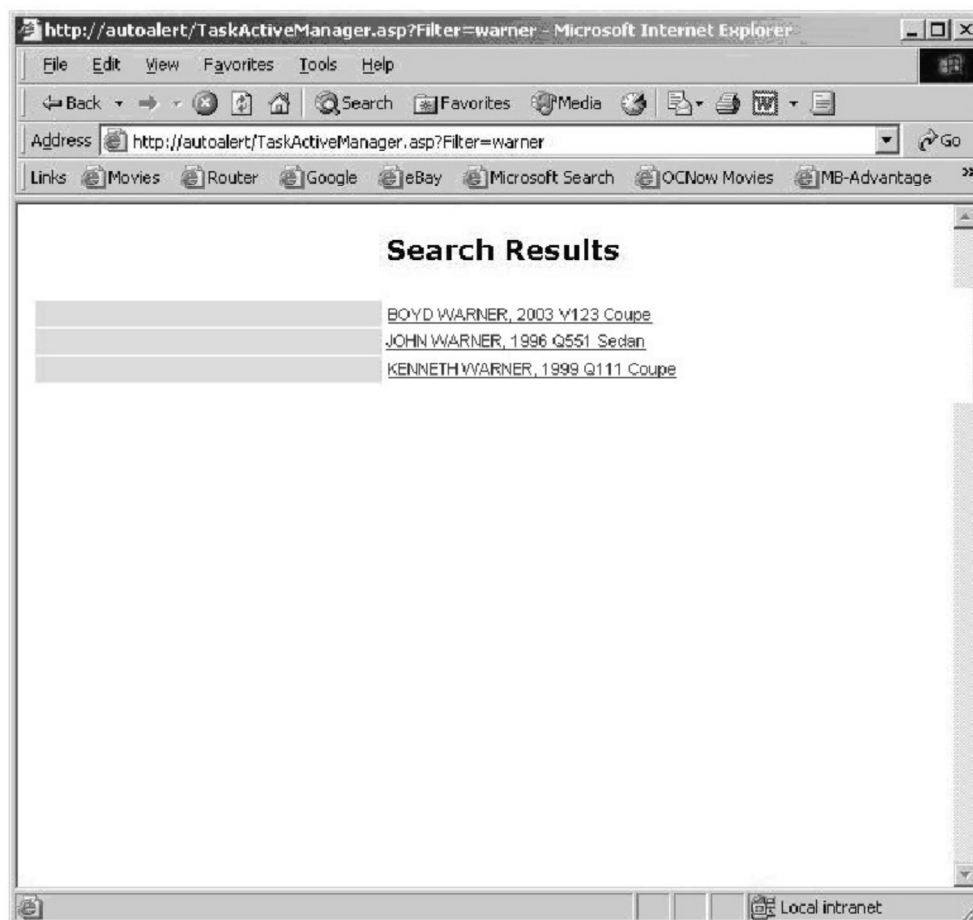 http://autoalert/TaskActiveManager.asp?Filter=warner - Microsoft Internet Explorer
File Edit View Favorites Tools Help
Back Search Favorites Media
Address http://autoalert/TaskActiveManager.asp?Filter=warner Go
Links Movies Router Google eBay Microsoft Search OCNow Movies MB-Advantage »
Search Results
BOYD WARNER, 2003 V123 Coupe
JOHN WARNER, 1996 Q551 Sedan
KENNETH WARNER, 1999 Q111 Coupe
Local intranet